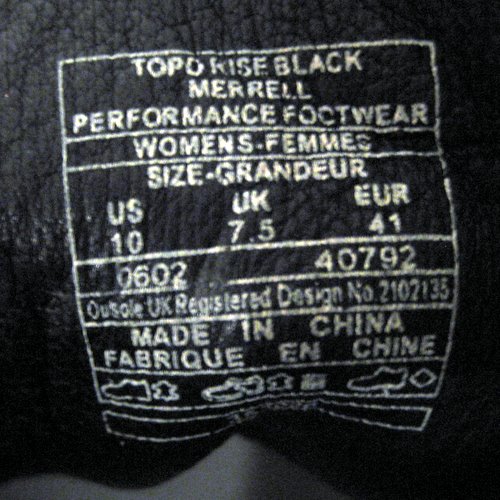 TOPO RISE BLACK
MERRELL
PERFORMANCE FOOTWEAR
WOMENS-FEMMES
SIZE-GRANDEUR
US UK EUR
10 7.5 41
0602 40792
Outsole UK Registered Design No. 2102135
MADE IN CHINA
FABRIQUE EN CHINE